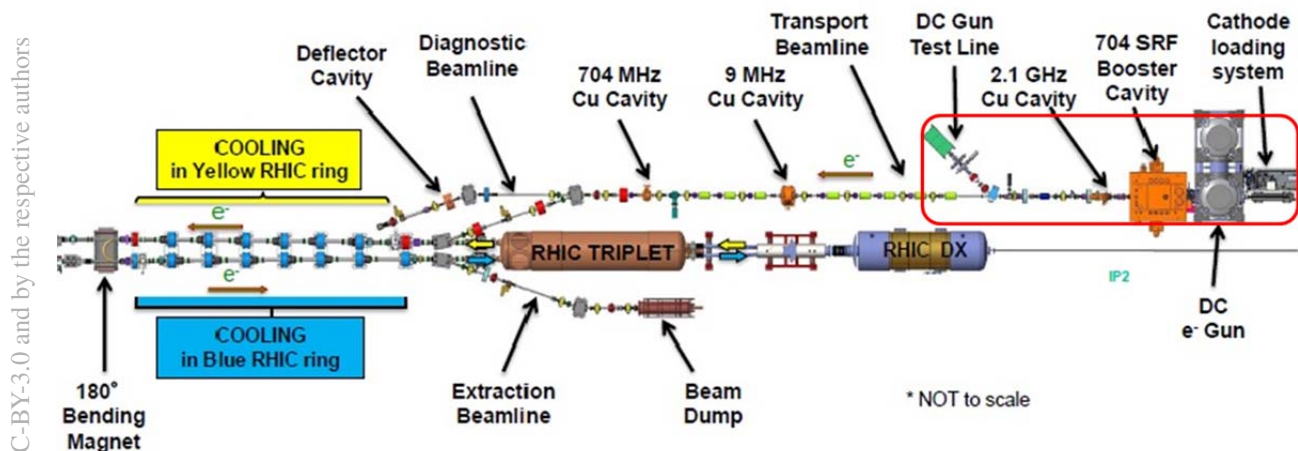 C-BY-3.0 and by the respective authors
Deflector
Cavity
Diagnostic
Beamline
704 MHz
Cu Cavity
9 MHz
Cu Cavity
Transport
Beamline
DC Gun
Test Line
2.1 GHz
Cu Cavity
704 SRF
Booster
Cavity
Cathode
loading
system
COOLING
in Yellow RHIC ring
e-
e-
RHIC TRIPLET
RHIC DX
IP2
e-
COOLING
in Blue RHIC ring
180°
Bending
Magnet
Extraction
Beamline
Beam
Dump
* NOT to scale
DC
e- Gun